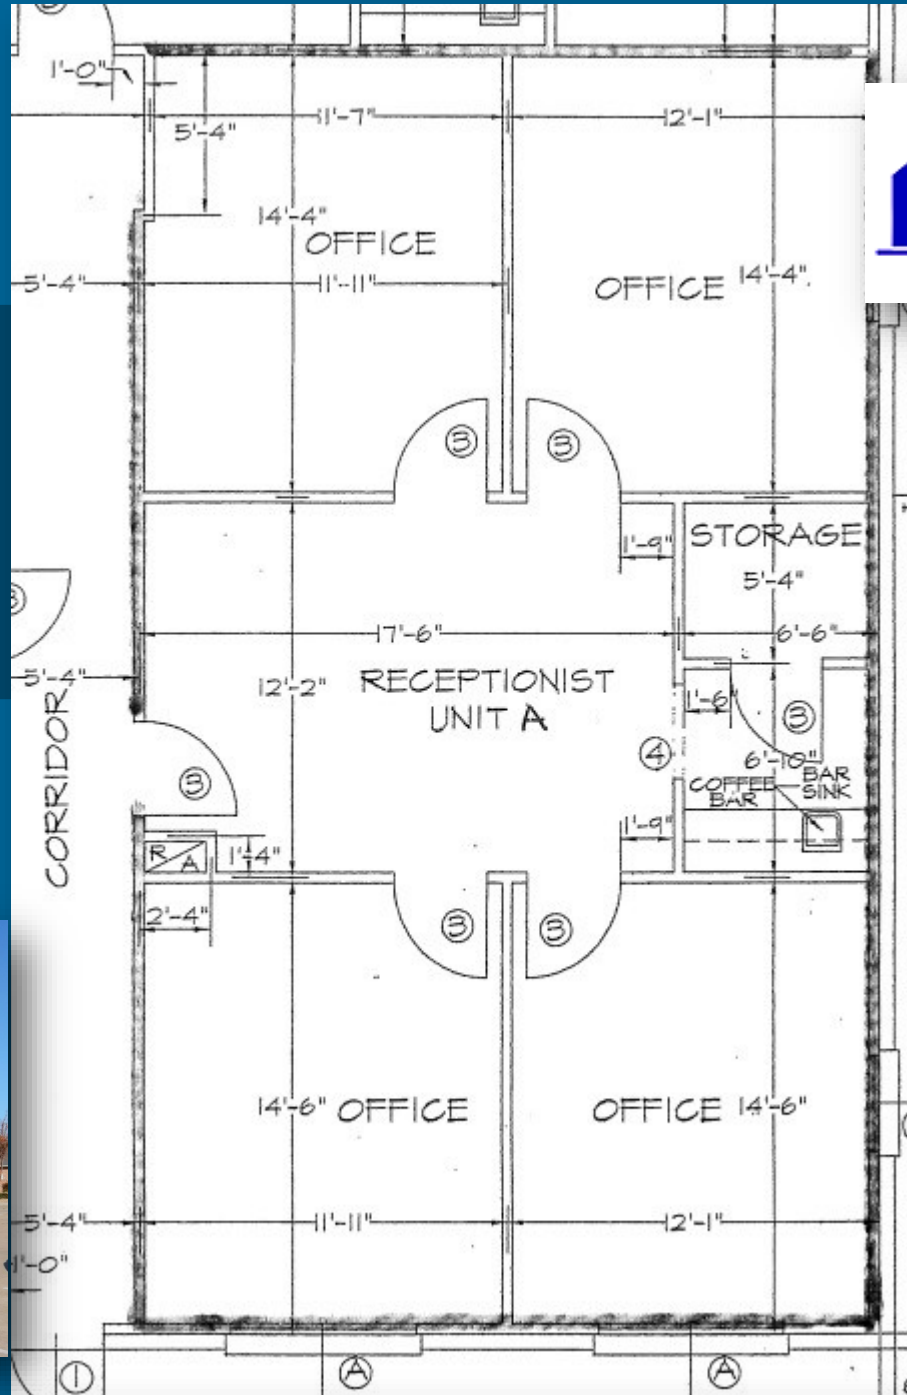 1'-0"
5'-4"
11'-7"
12'-1"
14'-4"
OFFICE
5'-4"
11'-11"
OFFICE
14'-4"
3
3
1'-9"
STORAGE
5'-4"
3
17'-6"
6'-6"
5'-4"
12'-2"
RECEPTIONIST
UNIT A
1'-6"
3
4
6'-10"
COFFEE
BAR
BAR
SINK
3
CORRIDOR
R
A
1'-4"
1'-9"
2'-4"
3
3
14'-6"
OFFICE
OFFICE
14'-6"
5'-4"
11'-11"
12'-1"
1'-0"
1
A
A